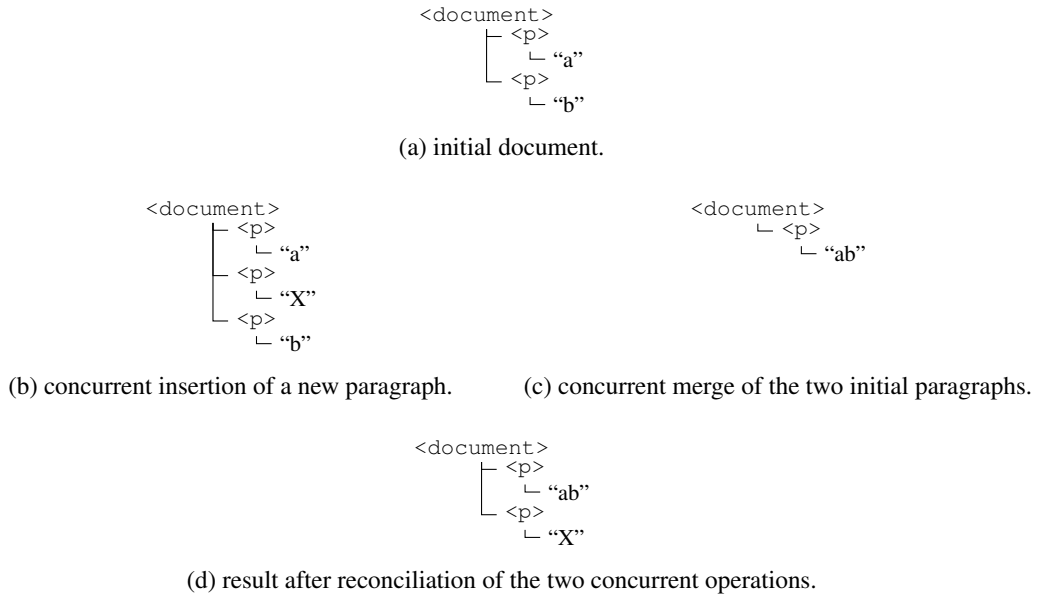 <document>
<p>
“a”
<p>
“b”
(a) initial document.
<document>
<p>
“a”
<p>
“X”
<p>
“b”
(b) concurrent insertion of a new paragraph.
<document>
<p>
“ab”
(c) concurrent merge of the two initial paragraphs.
<document>
<p>
“ab”
<p>
“X”
(d) result after reconciliation of the two concurrent operations.